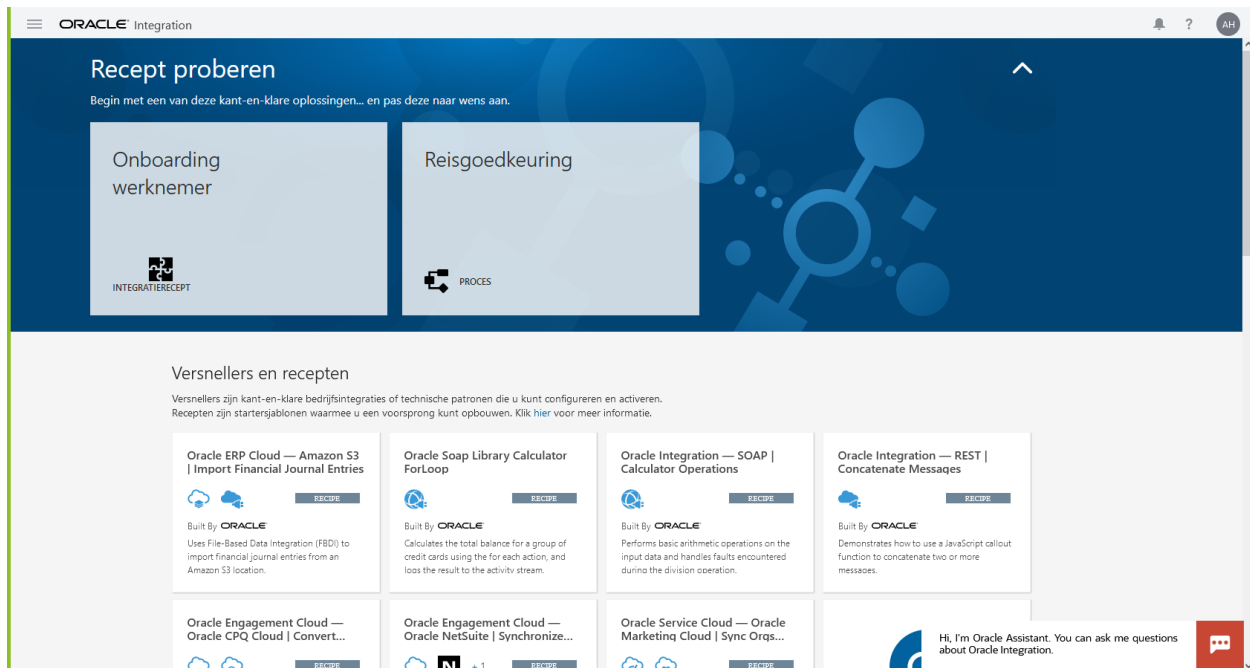 ORACLE Integration
?
AH
Recept proberen
Begin met een van deze kant-en-klare oplossingen... en pas deze naar wens aan.
Onboarding
werknemer
INTEGRATIERECEPT
Reisgoedkeuring
PROCES
Versnellers en recepten
Versnellers zijn kant-en-klare bedrijfsintegraties of technische patronen die u kunt configureren en activeren.
Recepten zijn startersjablonen waarmee u een voorsprong kunt opbouwen. Klik hier voor meer informatie.
Oracle ERP Cloud — Amazon S3
| Import Financial Journal Entries
RECIPE
Built By ORACLE
Uses File-Based Data Integration (FBDI) to
import financial journal entries from an
Amazon S3 location.
Oracle Soap Library Calculator
ForLoop
RECIPE
Built By ORACLE
Calculates the total balance for a group of
credit cards using the for each action, and
logs the result to the activity stream.
Oracle Integration — SOAP |
Calculator Operations
RECIPE
Built By ORACLE
Performs basic arithmetic operations on the
input data and handles faults encountered
during the division operation.
Oracle Integration — REST |
Concatenate Messages
RECIPE
Built By ORACLE
Demonstrates how to use a JavaScript callout
function to concatenate two or more
messages.
Oracle Engagement Cloud —
Oracle CPQ Cloud | Convert...
RECIPE
Oracle Engagement Cloud —
Oracle NetSuite | Synchronize...
N +1
RECIPE
Oracle Service Cloud — Oracle
Marketing Cloud | Sync Orgs...
RECIPE
Hi, I'm Oracle Assistant. You can ask me questions
about Oracle Integration.